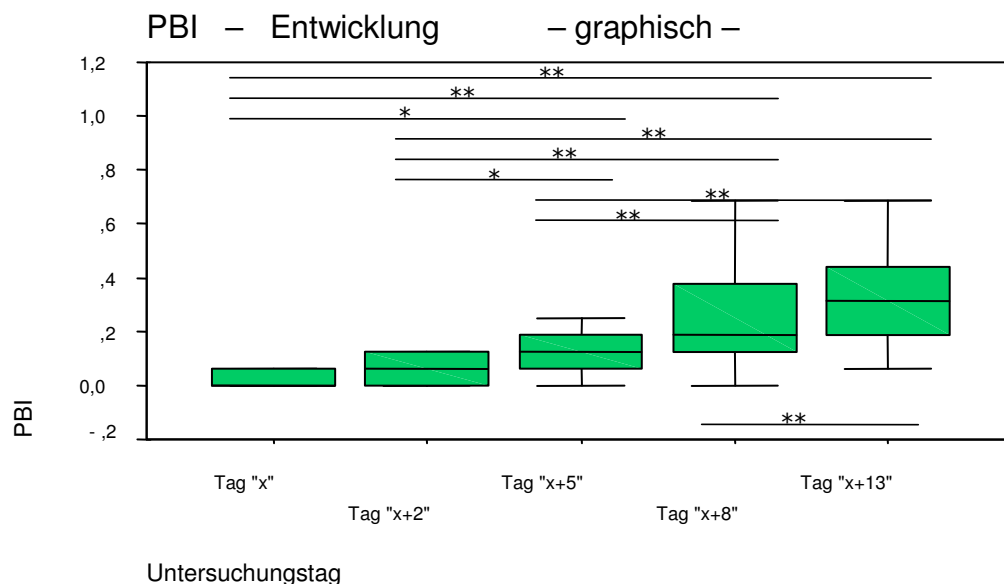 PBI – Entwicklung – graphisch –
1,2
**
**
1,0
*
**
,8
**
*
**
,6
**
,4
,2
0,0
- ,2
**
PBI
Tag "x"
Tag "x+5"
Tag "x+13"
Tag "x+2"
Tag "x+8"
Untersuchungstag